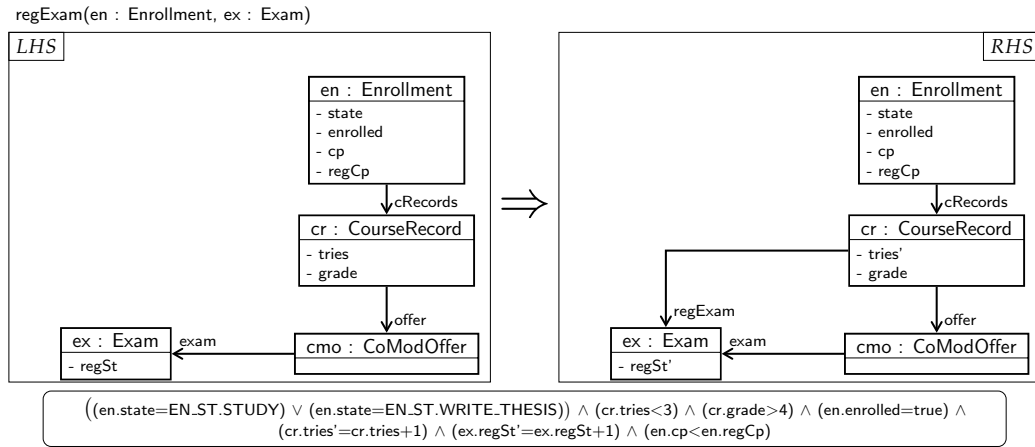 regExam(en : Enrollment, ex : Exam)
LHS
en : Enrollment
- state
- enrolled
- cp
- regCp
cRecords
cr : CourseRecord
- tries
- grade
offer
ex : Exam
- regSt
exam
cmo : CoModOffer
⇒
RHS
en : Enrollment
- state
- enrolled
- cp
- regCp
cRecords
cr : CourseRecord
- tries'
- grade
regExam
offer
ex : Exam
- regSt'
exam
cmo : CoModOffer
((en.state=EN_ST.STUDY) ∨ (en.state=EN_ST.WRITE_THESIS)) ∧ (cr.tries<3) ∧ (cr.grade>4) ∧ (en.enrolled=true) ∧
(cr.tries'=cr.tries+1) ∧ (ex.regSt'=ex.regSt+1) ∧ (en.cp<en.regCp)